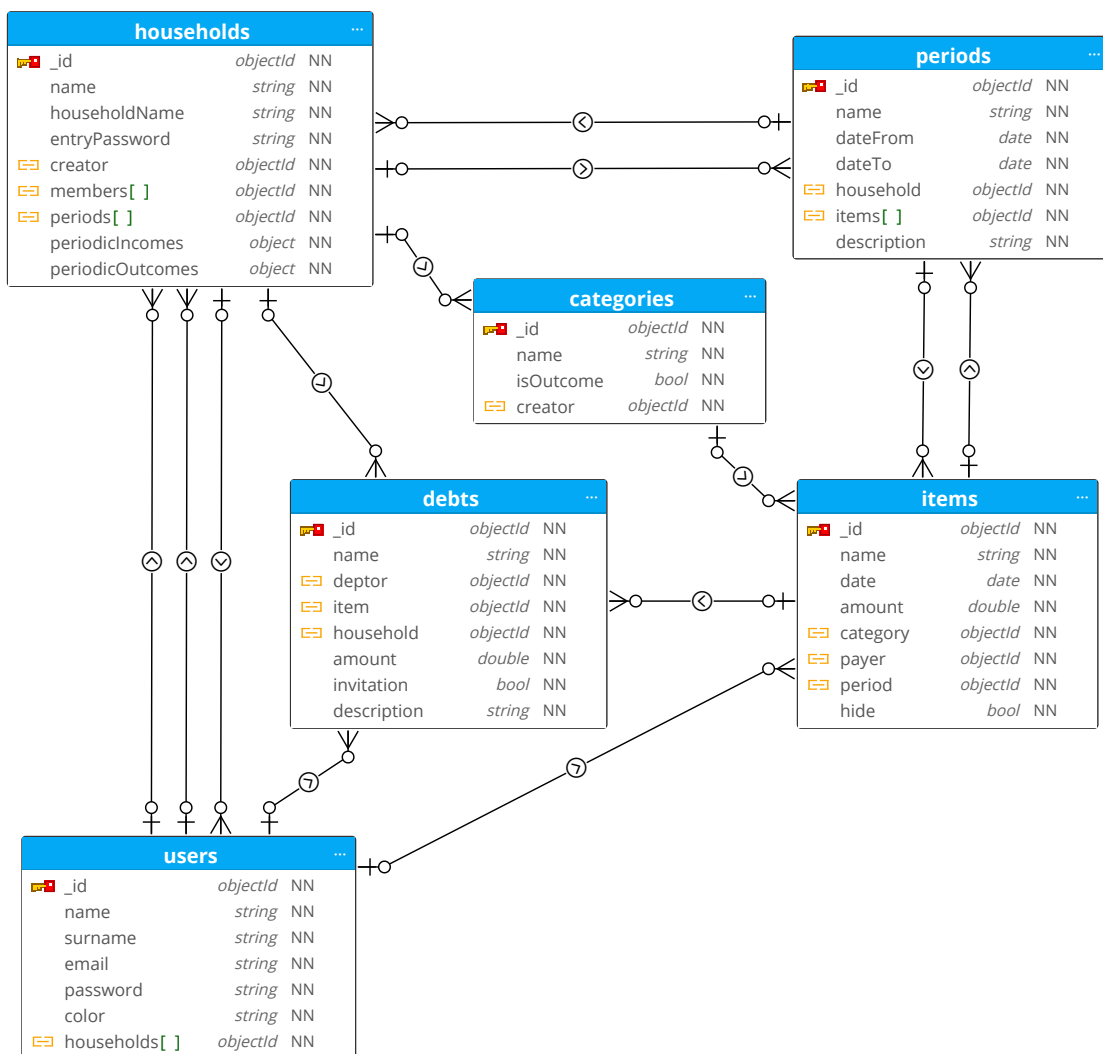 households ...
_id objectId NN
name string NN
householdName string NN
entryPassword string NN
creator objectId NN
members[ ] objectId NN
periods[ ] objectId NN
periodicIncomes object NN
periodicOutcomes object NN
periods ...
_id objectId NN
name string NN
dateFrom date NN
dateTo date NN
household objectId NN
items[ ] objectId NN
description string NN
categories ...
_id objectId NN
name string NN
isOutcome bool NN
creator objectId NN
debts ...
_id objectId NN
name string NN
deptor objectId NN
item objectId NN
household objectId NN
amount double NN
invitation bool NN
description string NN
items ...
_id objectId NN
name string NN
date date NN
amount double NN
category objectId NN
payer objectId NN
period objectId NN
hide bool NN
users ...
_id objectId NN
name string NN
surname string NN
email string NN
password string NN
color string NN
households[ ] objectId NN